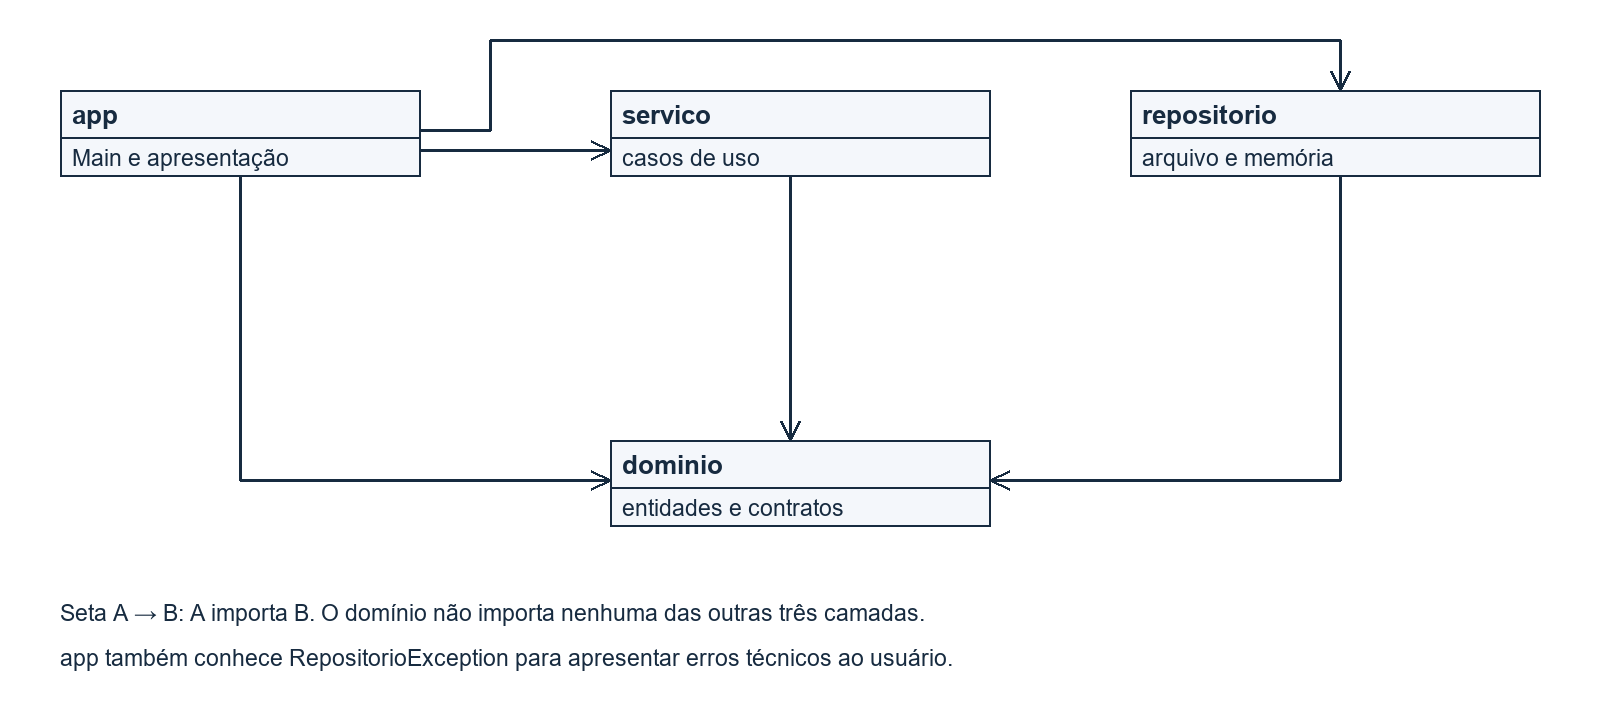 app
Main e apresentação
servico
casos de uso
repositorio
arquivo e memória
dominio
entidades e contratos
Seta A → B: A importa B. O domínio não importa nenhuma das outras três camadas.
app também conhece RepositorioException para apresentar erros técnicos ao usuário.